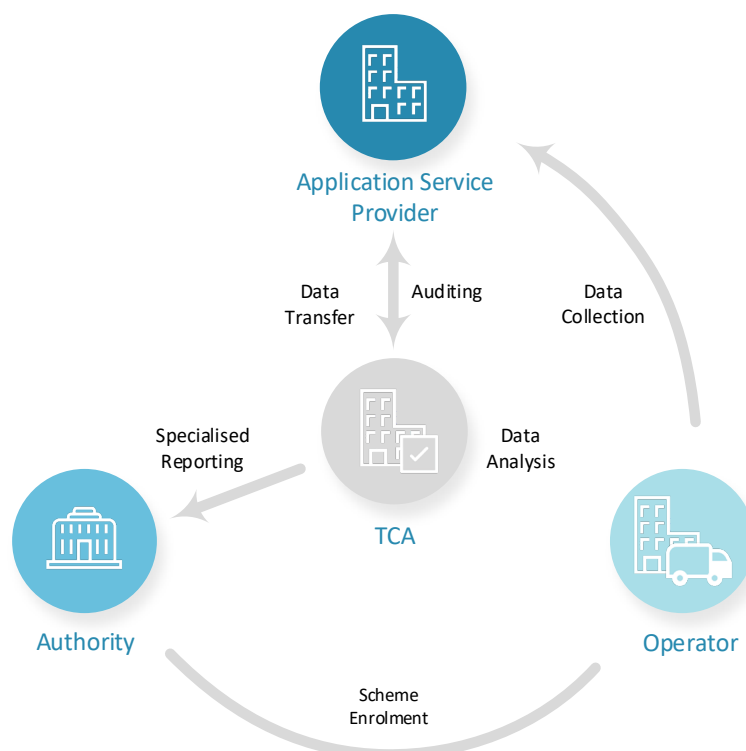 Application Service
Provider
Data
Transfer
Auditing
Data
Collection
Specialised
Reporting
Data
Analysis
TCA
Authority
Operator
Scheme
Enrolment